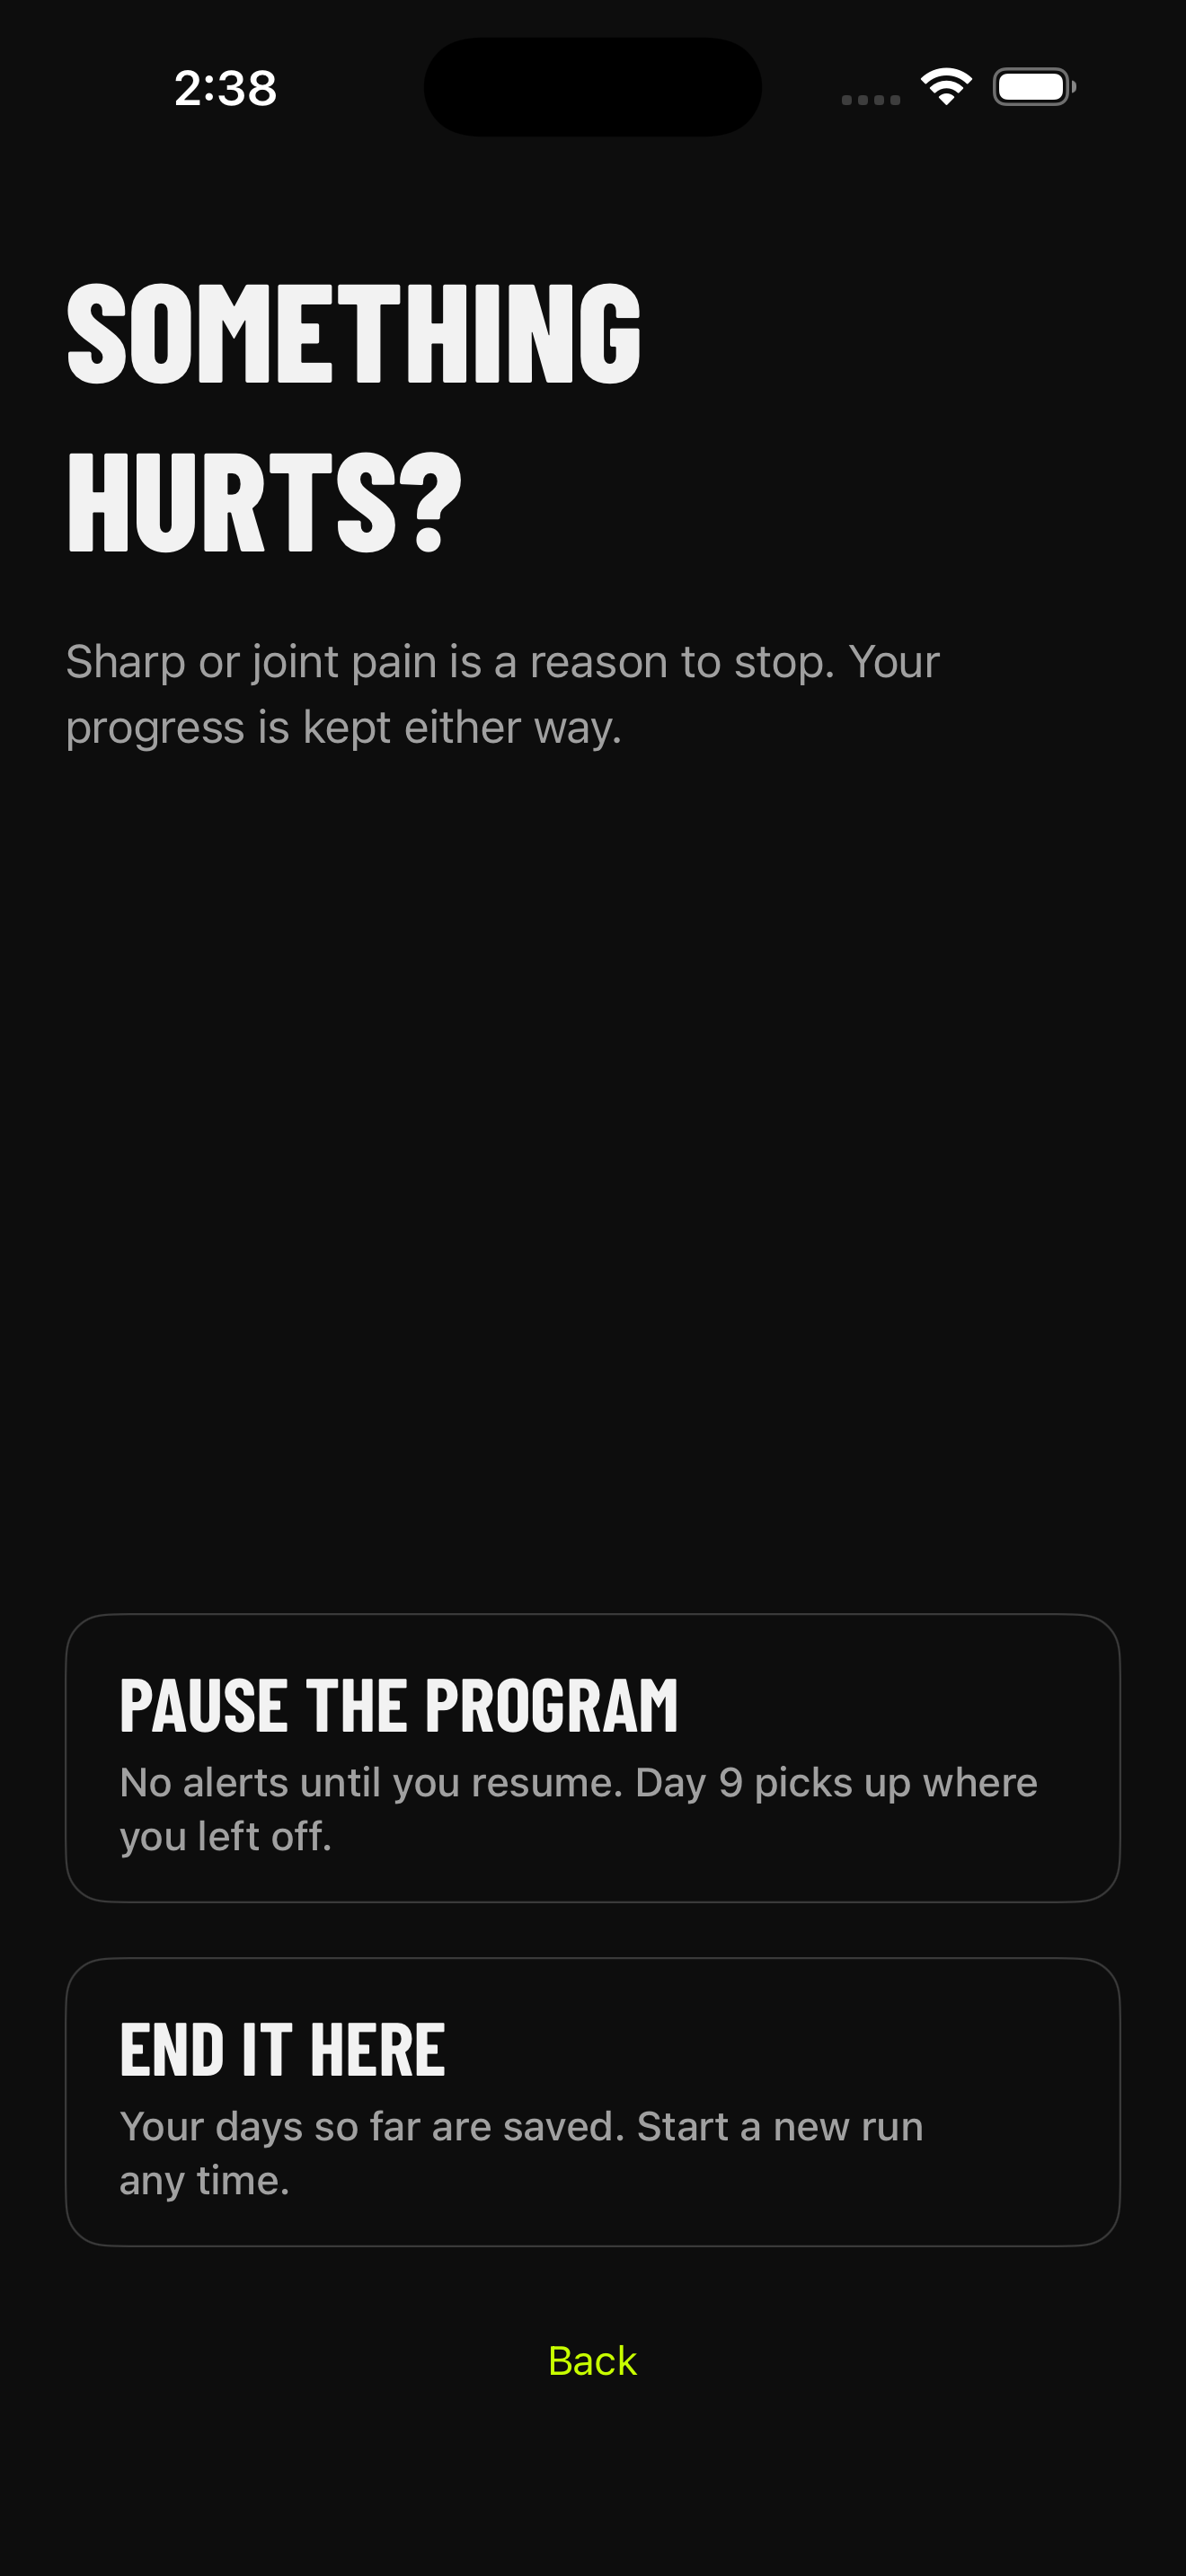 2:38
SOMETHING
HURTS?
Sharp or joint pain is a reason to stop. Your
progress is kept either way.
PAUSE THE PROGRAM
No alerts until you resume. Day 9 picks up where
you left off.
END IT HERE
Your days so far are saved. Start a new run
any time.
Back